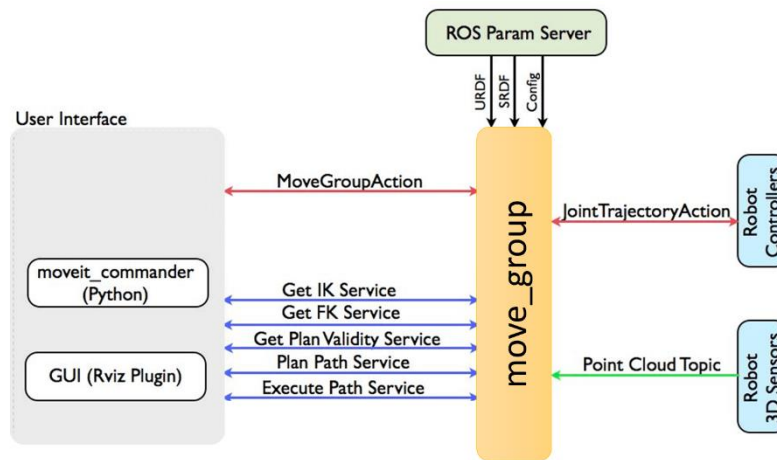 ROS Param Server
URDF
SRDF
Config
User Interface
MoveGroupAction
moveit_commander
(Python)
Get IK Service
Get FK Service
Get Plan Validity Service
Plan Path Service
Execute Path Service
GUI (Rviz Plugin)
move_group
JointTrajectoryAction
Robot
Controllers
Point Cloud Topic
Robot
3D Sensors